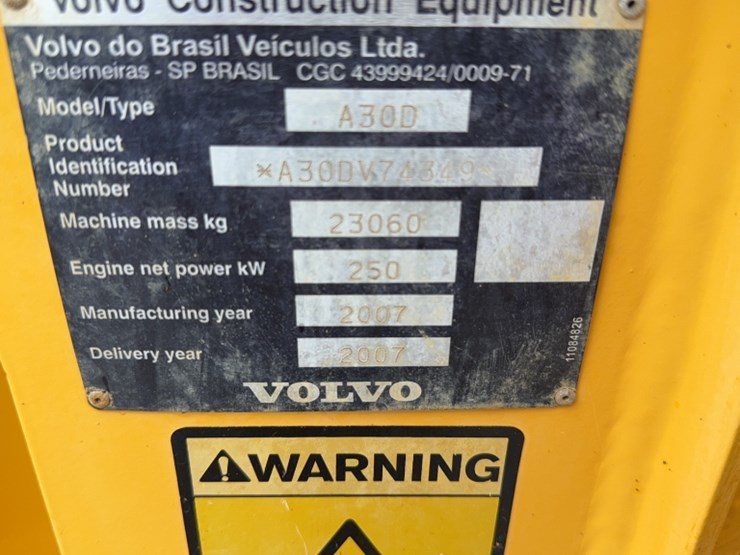 Volvo Construction Equipment
Volvo do Brasil Veículos Ltda.
Pederneiras - SP BRASIL CGC 43999424/0009-71
Model/Type A30D
Product
Identification
Number *A30DV74349*
Machine mass kg 23060
Engine net power kW 250
Manufacturing year 2007
Delivery year 2007
11084826
VOLVO
WARNING